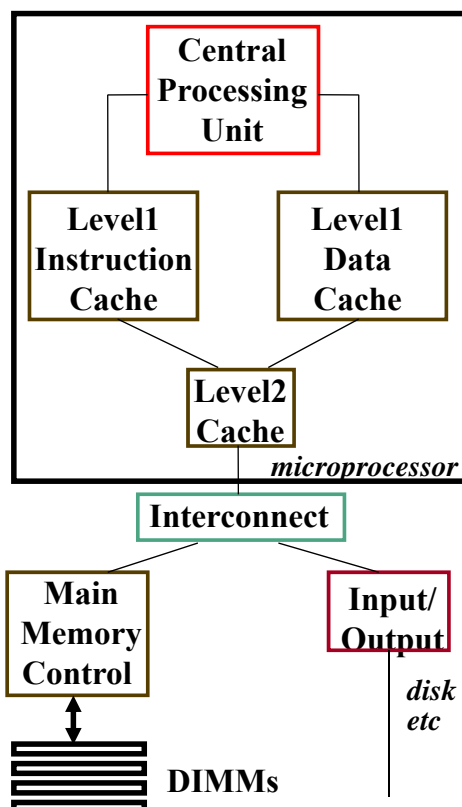 Central
Processing
Unit
Level1
Instruction
Cache
Level1
Data
Cache
Level2
Cache
microprocessor
Interconnect
Main
Memory
Control
Input/
Output
disk
etc
DIMMs